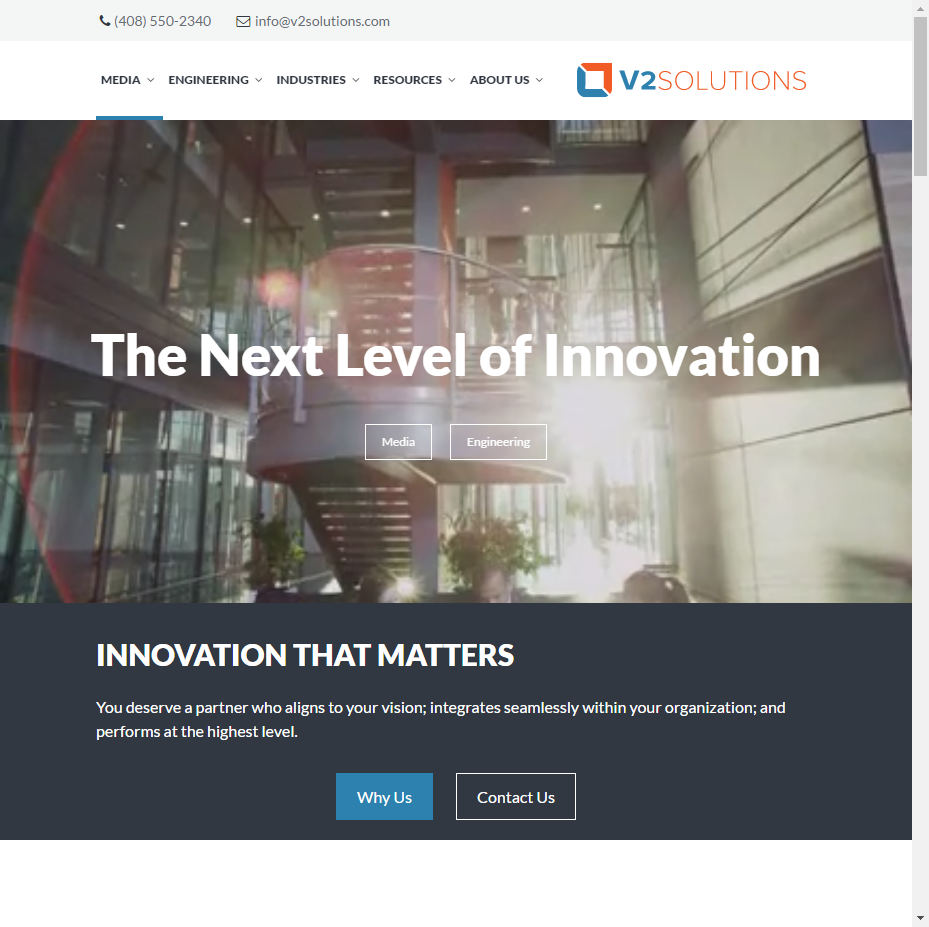 (408) 550-2340 info@v2solutions.com
MEDIA ENGINEERING INDUSTRIES RESOURCES ABOUT US V2SOLUTIONS
The Next Level of Innovation
Media Engineering
INNOVATION THAT MATTERS
You deserve a partner who aligns to your vision; integrates seamlessly within your organization; and
performs at the highest level.
Why Us Contact Us